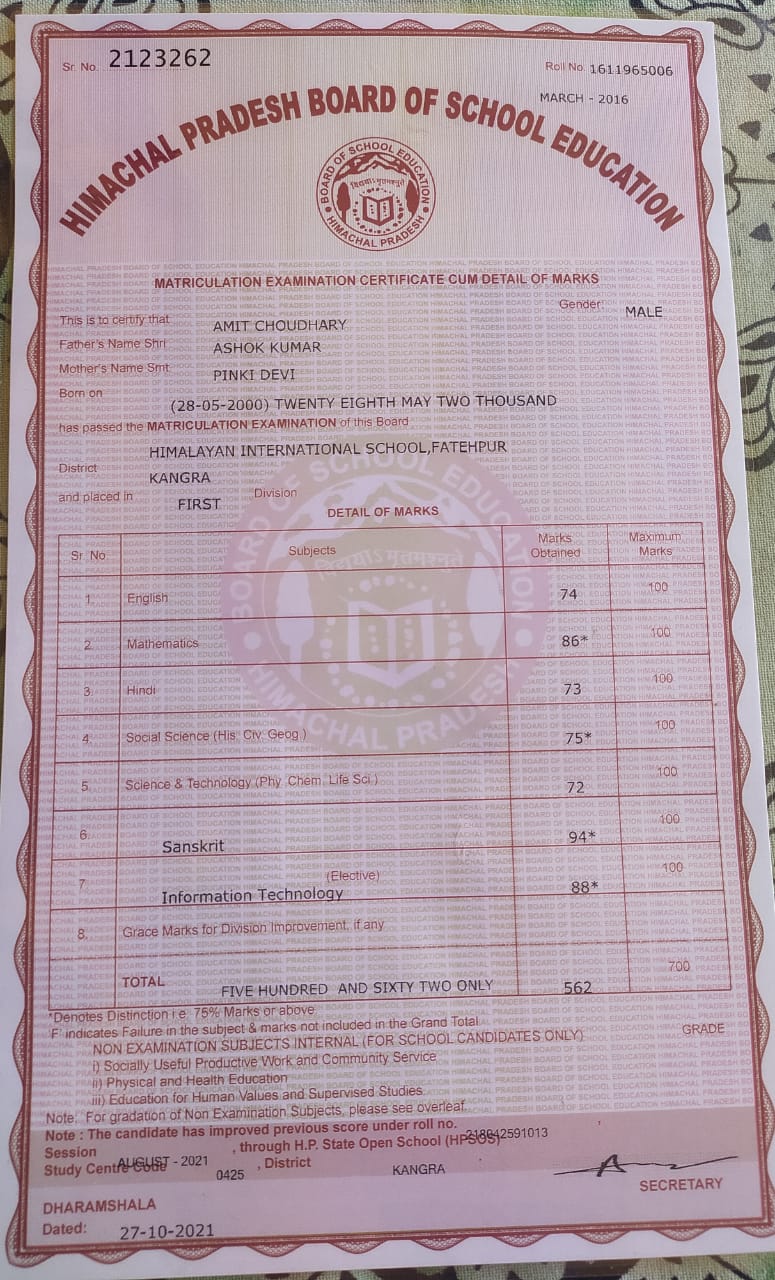 Sr. No. 2123262
Roll No. 1611965006
MARCH - 2016
HIMACHAL PRADESH BOARD OF SCHOOL EDUCATION
BOARD OF SCHOOL EDUCATION
HIMACHAL PRADESH
MATRICULATION EXAMINATION CERTIFICATE CUM DETAIL OF MARKS
Gender MALE
This is to certify that AMIT CHOUDHARY
Father's Name Shri ASHOK KUMAR
Mother's Name Smt PINKI DEVI
Born on
(28-05-2000) TWENTY EIGHTH MAY TWO THOUSAND
has passed the MATRICULATION EXAMINATION of this Board
HIMALAYAN INTERNATIONAL SCHOOL,FATEHPUR
District KANGRA
and placed in FIRST Division
DETAIL OF MARKS
Sr. No. Subjects Marks Obtained Maximum Marks
1. English 74 100
2. Mathematics 86* 100
3. Hindi 73 100
4. Social Science (His. Civ. Geog.) 75* 100
5. Science & Technology (Phy. Chem. Life Sci.) 72 100
6. Sanskrit 94* 100
7. (Elective) Information Technology 88* 100
8. Grace Marks for Division Improvement, if any
TOTAL FIVE HUNDRED AND SIXTY TWO ONLY 562 700
*Denotes Distinction i.e. 75% Marks or above.
'F' indicates Failure in the subject & marks not included in the Grand Total
NON EXAMINATION SUBJECTS INTERNAL (FOR SCHOOL CANDIDATES ONLY) GRADE
i) Socially Useful Productive Work and Community Service
ii) Physical and Health Education
iii) Education for Human Values and Supervised Studies.
Note: For gradation of Non Examination Subjects, please see overleaf.
Note : The candidate has improved previous score under roll no. 218042591013
Session AUGUST - 2021 , through H.P. State Open School (HPSOS)
Study Centre Code 0425 , District KANGRA
SECRETARY
DHARAMSHALA
Dated: 27-10-2021